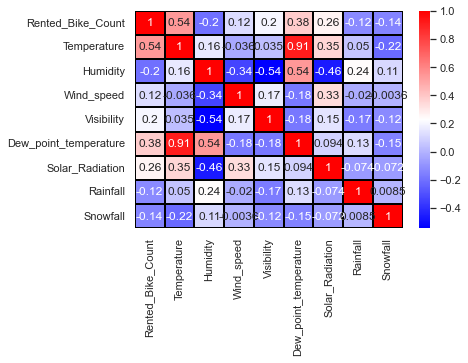 Rented_Bike_Count 1 0.54 -0.2 0.12 0.2 0.38 0.26 -0.12 -0.14
Temperature 0.54 1 0.16 -0.036 0.035 0.91 0.35 0.05 -0.22
Humidity -0.2 0.16 1 -0.34 -0.54 0.54 -0.46 0.24 0.11
Wind_speed 0.12 -0.036 -0.34 1 0.17 -0.18 0.33 -0.02 -0.0036
Visibility 0.2 0.035 -0.54 0.17 1 -0.18 0.15 -0.17 -0.12
Dew_point_temperature 0.38 0.91 0.54 -0.18 -0.18 1 0.094 0.13 -0.15
Solar_Radiation 0.26 0.35 -0.46 0.33 0.15 0.094 1 -0.074 -0.072
Rainfall -0.12 0.05 0.24 -0.02 -0.17 0.13 -0.074 1 0.0085
Snowfall -0.14 -0.22 0.11 -0.0036 -0.12 -0.15 -0.072 0.0085 1
Rented_Bike_Count
Temperature
Humidity
Wind_speed
Visibility
Dew_point_temperature
Solar_Radiation
Rainfall
Snowfall
1.0
0.8
0.6
0.4
0.2
0.0
-0.2
-0.4